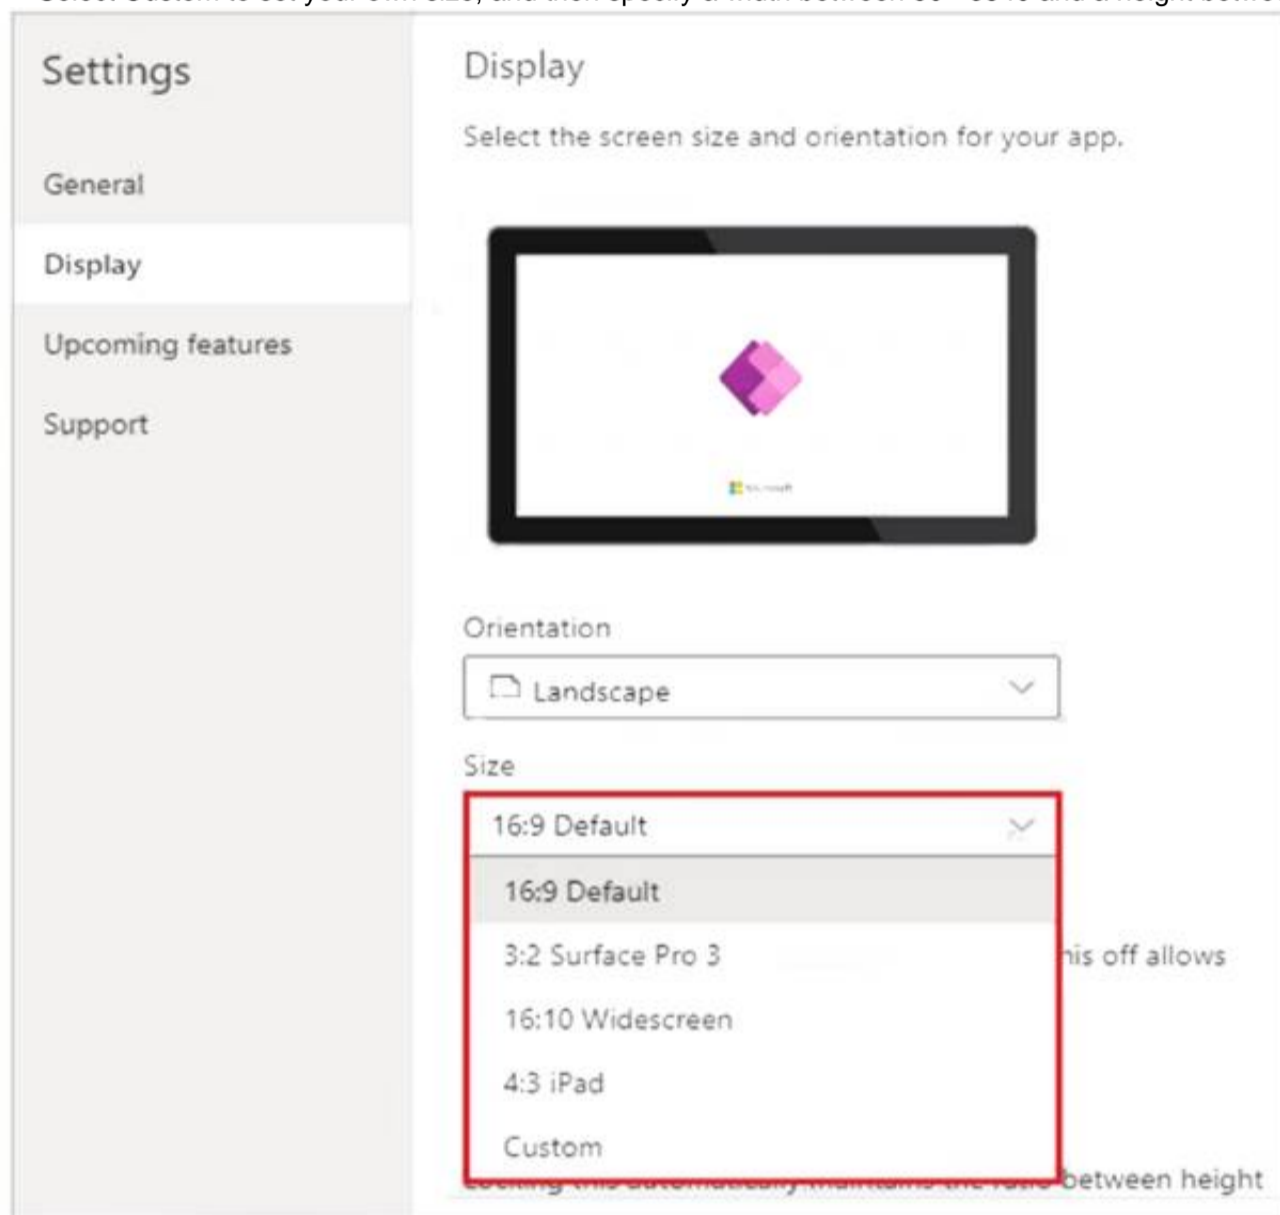 Settings
General
Display
Upcoming features
Support
Display
Select the screen size and orientation for your app.
Orientation
Landscape
Size
16:9 Default
16:9 Default
3:2 Surface Pro 3
his off allows
16:10 Widescreen
4:3 iPad
Custom
between height